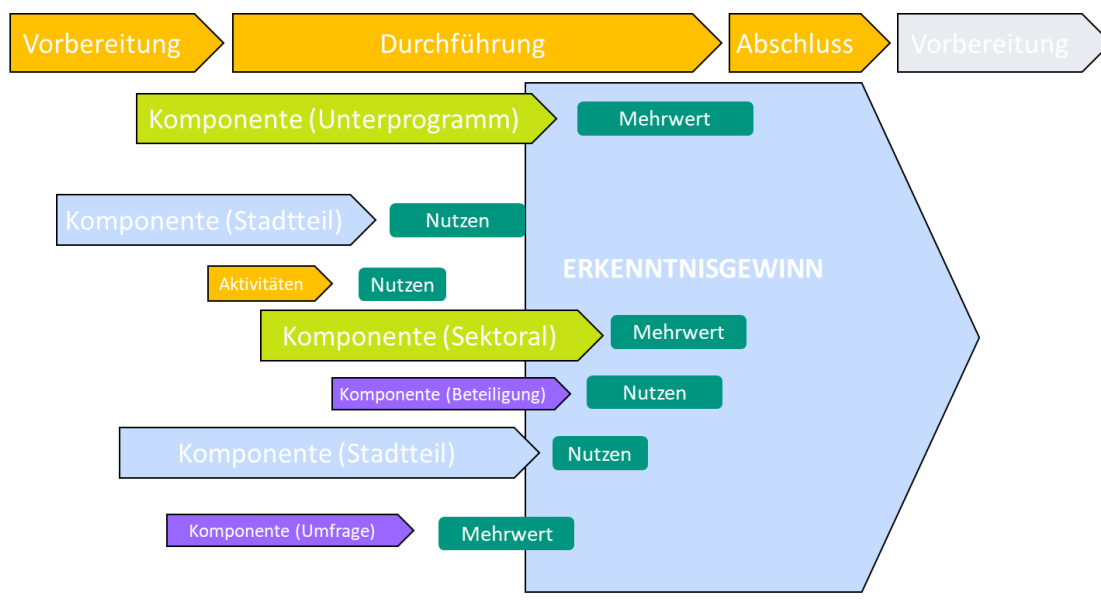 Vorbereitung
Durchführung
Abschluss
Vorbereitung
Komponente (Unterprogramm)
Mehrwert
Komponente (Stadtteil)
Nutzen
ERKENNTNISGEWINN
Aktivitäten
Nutzen
Komponente (Sektoral)
Mehrwert
Komponente (Beteiligung)
Nutzen
Komponente (Stadtteil)
Nutzen
Komponente (Umfrage)
Mehrwert